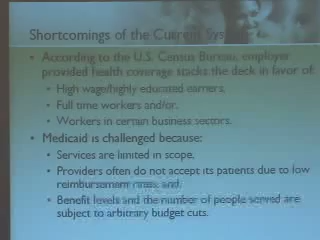 Shortcomings of the Current System
• According to the U.S. Census Bureau, employer
provided health coverage stacks the deck in favor of:
• High wage/highly educated earners,
• Full time workers and/or,
• Workers in certain business sectors.
• Medicaid is challenged because:
• Services are limited in scope,
• Providers often do not accept its patients due to low
reimbursement rates, and,
• Benefit levels and the number of people served are
subject to arbitrary budget cuts.